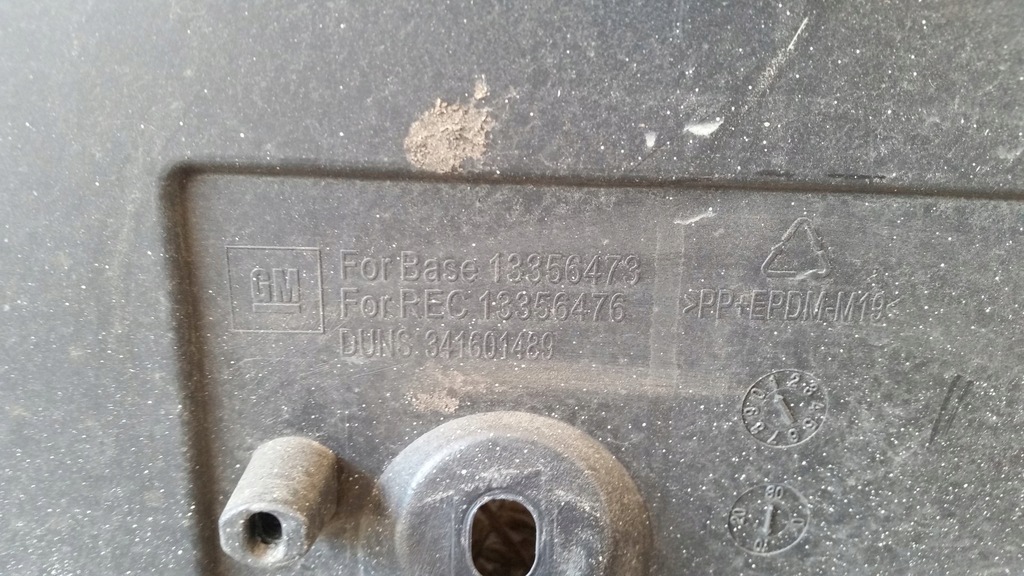 GM
For Base 13356473
For REC 13356476
DUNS 341601489
>PP+EPDM-M19<